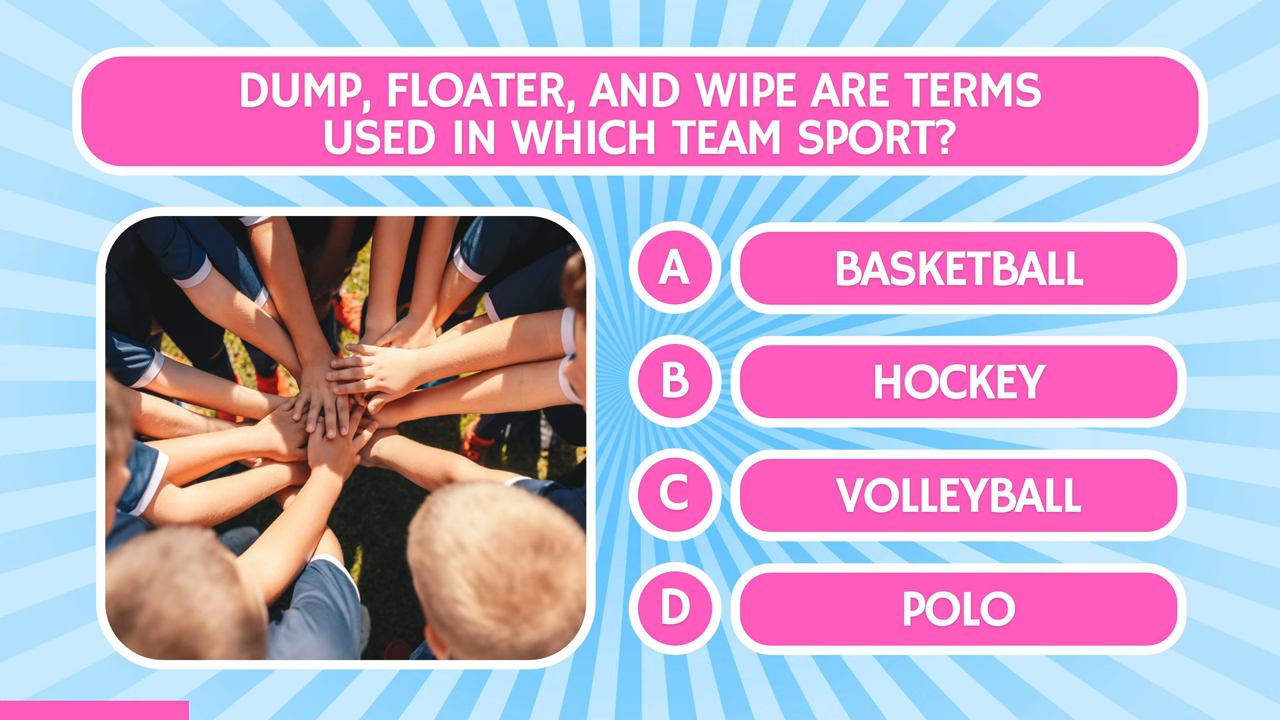 DUMP, FLOATER, AND WIPE ARE TERMS
USED IN WHICH TEAM SPORT?
A BASKETBALL
B HOCKEY
C VOLLEYBALL
D POLO